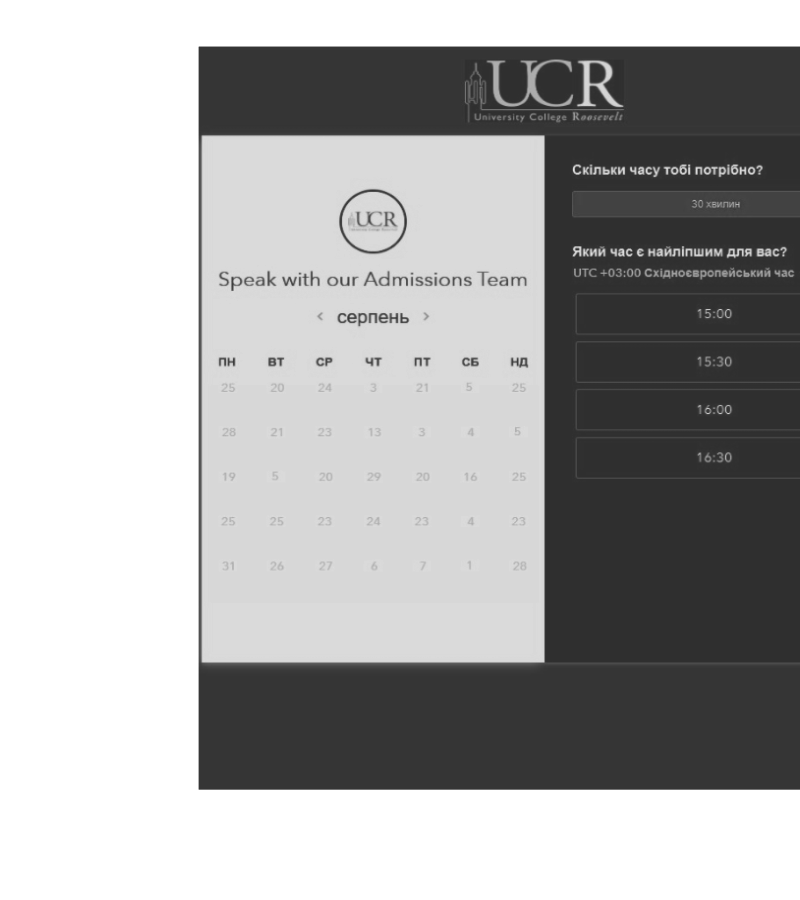 UCR
University College Roosevelt
UCR
Speak with our Admissions Team
< серпень >
ПН ВТ СР ЧТ ПТ СБ НД
25 20 24 3 21 5 25
28 21 23 13 3 4 5
19 5 20 29 20 16 25
25 25 23 24 23 4 23
31 26 27 6 7 1 28
Скільки часу тобі потрібно?
30 хвилин
Який час є найліпшим для вас?
UTC +03:00 Східноєвропейський час
15:00
15:30
16:00
16:30